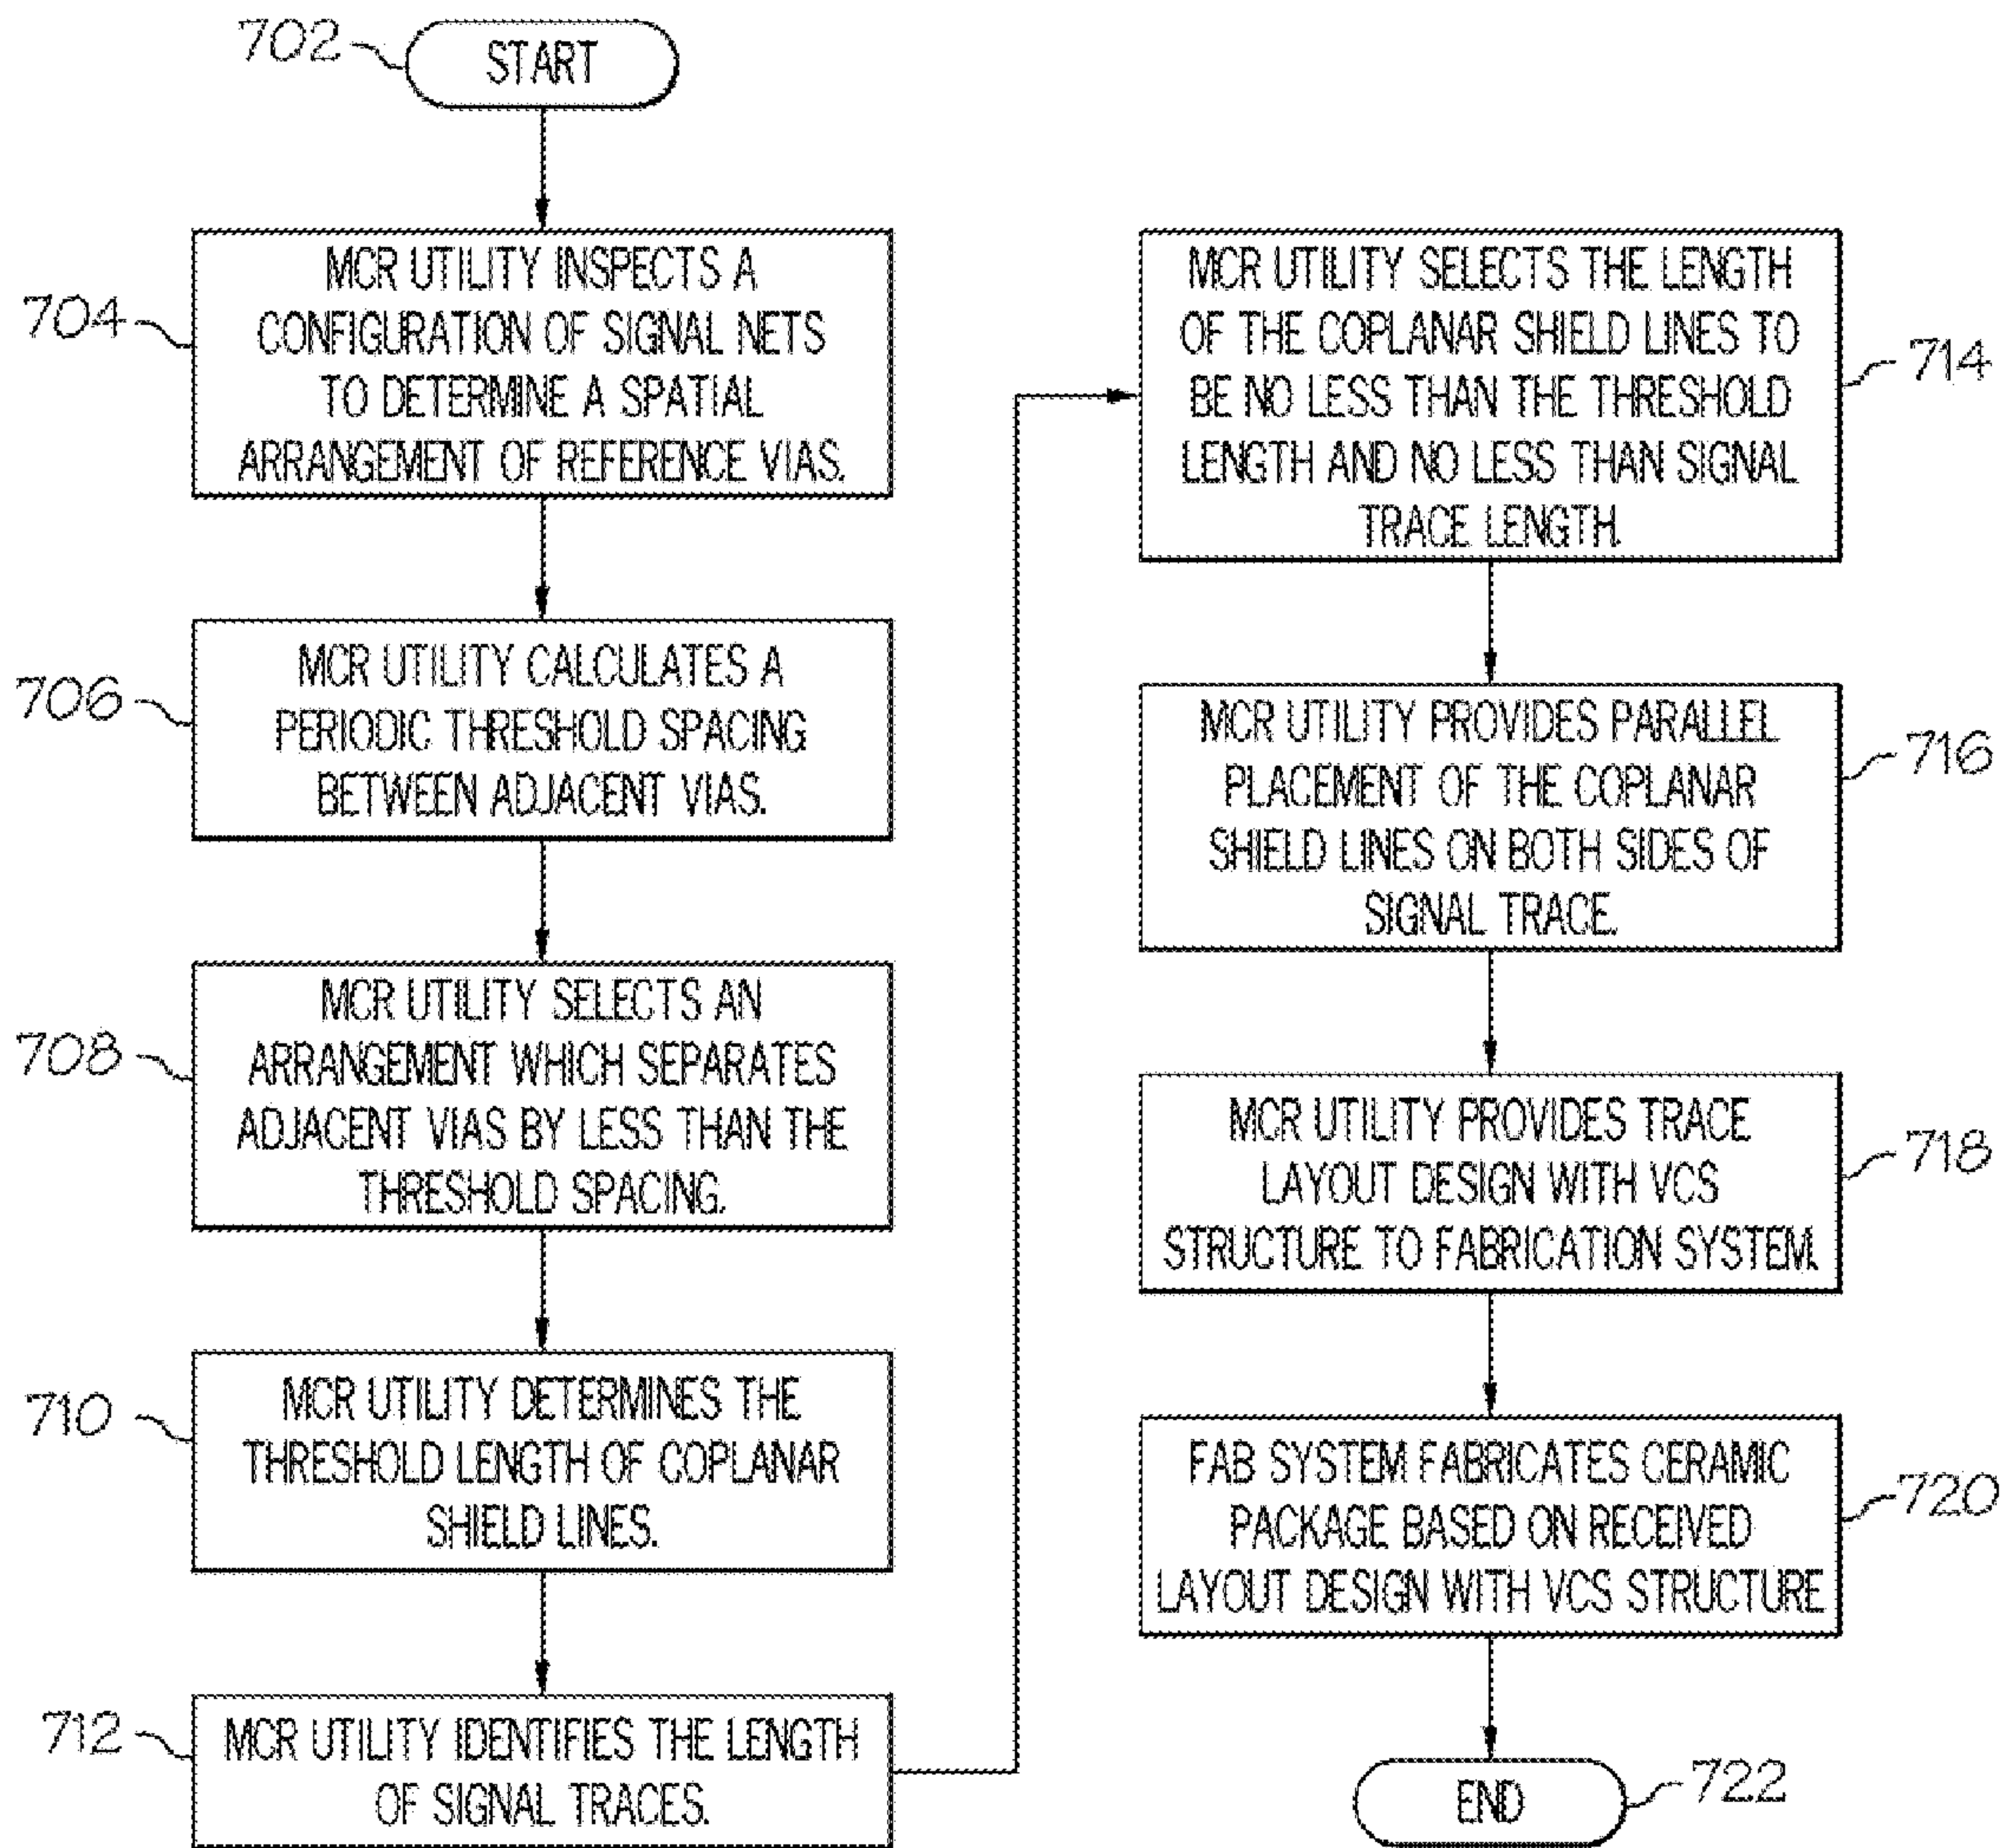 702
START
704
MCR UTILITY INSPECTS A
CONFIGURATION OF SIGNAL NETS
TO DETERMINE A SPATIAL
ARRANGEMENT OF REFERENCE VIAS.
706
MCR UTILITY CALCULATES A
PERIODIC THRESHOLD SPACING
BETWEEN ADJACENT VIAS.
708
MCR UTILITY SELECTS AN
ARRANGEMENT WHICH SEPARATES
ADJACENT VIAS BY LESS THAN THE
THRESHOLD SPACING.
710
MCR UTILITY DETERMINES THE
THRESHOLD LENGTH OF COPLANAR
SHIELD LINES.
712
MCR UTILITY IDENTIFIES THE LENGTH
OF SIGNAL TRACES.
MCR UTILITY SELECTS THE LENGTH
OF THE COPLANAR SHIELD LINES TO
BE NO LESS THAN THE THRESHOLD
LENGTH AND NO LESS THAN SIGNAL
TRACE LENGTH.
714
MCR UTILITY PROVIDES PARALLEL
PLACEMENT OF THE COPLANAR
SHIELD LINES ON BOTH SIDES OF
SIGNAL TRACE.
716
MCR UTILITY PROVIDES TRACE
LAYOUT DESIGN WITH VCS
STRUCTURE TO FABRICATION SYSTEM.
718
FAB SYSTEM FABRICATES CERAMIC
PACKAGE BASED ON RECEIVED
LAYOUT DESIGN WITH VCS STRUCTURE
720
END
722